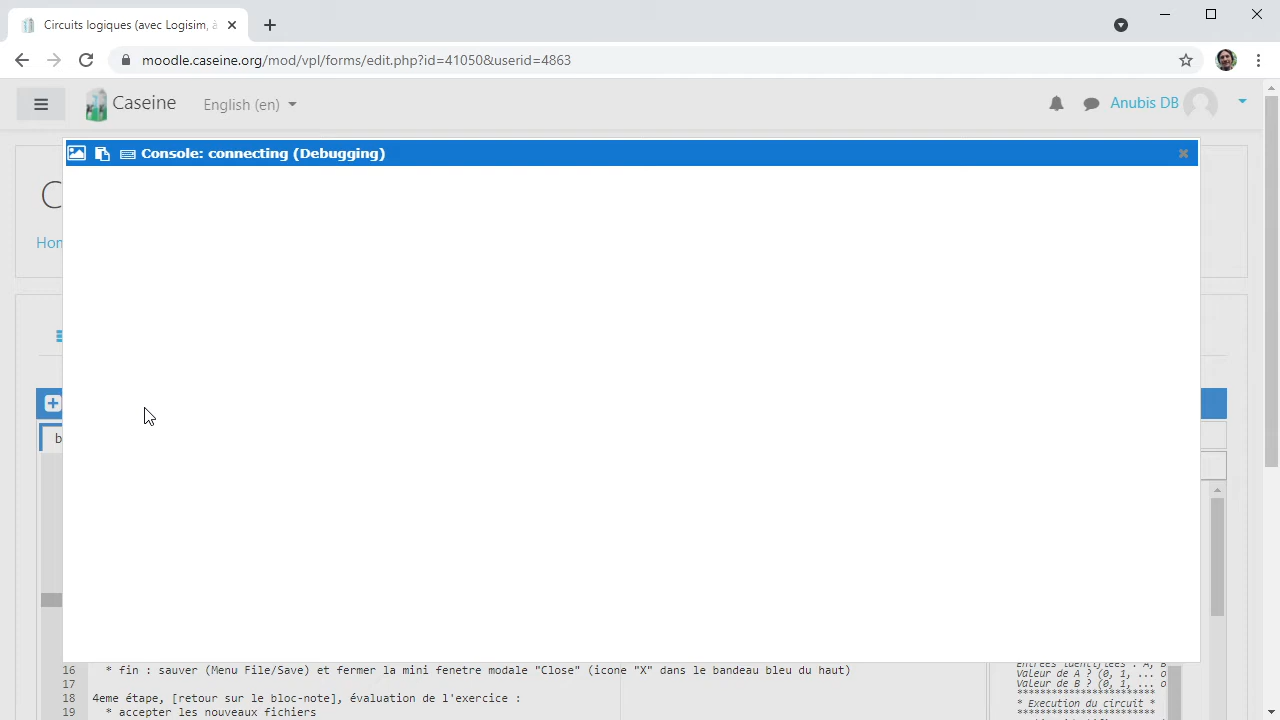 Circuits logiques (avec Logisim, à
moodle.caseine.org/mod/vpl/forms/edit.php?id=41050&userid=4863
Caseine
English (en)
Anubis DB
Console: connecting (Debugging)
C
Hon
b
16 * fin : sauver (Menu File/Save) et fermer la mini fenetre modale "Close" (icone "X" dans le bandeau bleu du haut)
17
18 4eme étape, [retour sur le bloc-note], évaluation de l'exercice :
19 * accepter les nouveaux fichiers
Entrées identifiées : A, B
Valeur de A ? (0, 1, ... o
Valeur de B ? (0, 1, ... o
************************
* Execution du circuit *
************************